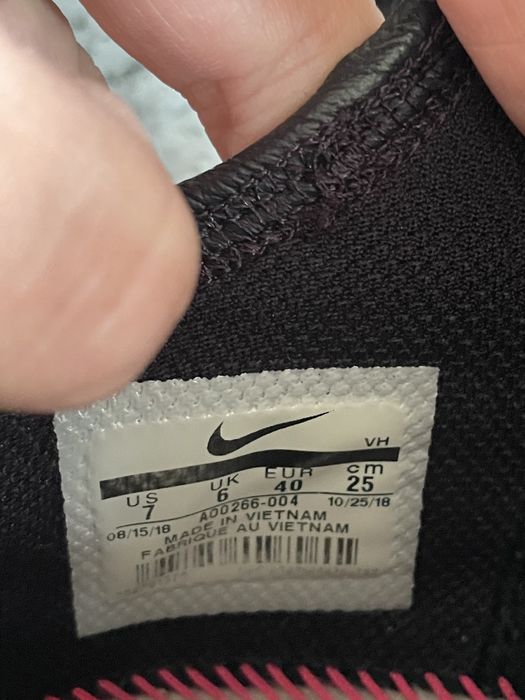 VH
US UK EUR cm
7 6 40 25
08/15/18 A00266-004 10/25/18
MADE IN VIETNAM
FABRIQUE AU VIETNAM